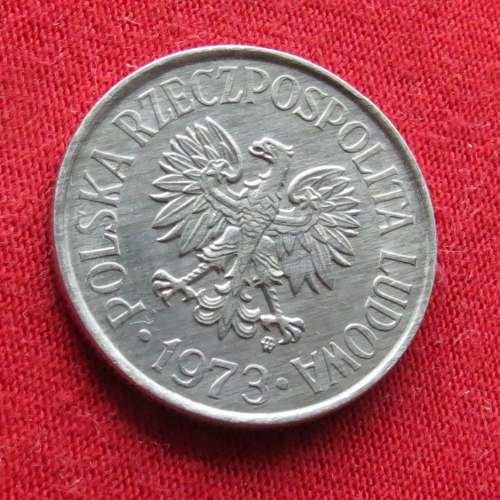 POLSKA RZECZPOSPOLITA LUDOWA
· 1973 ·